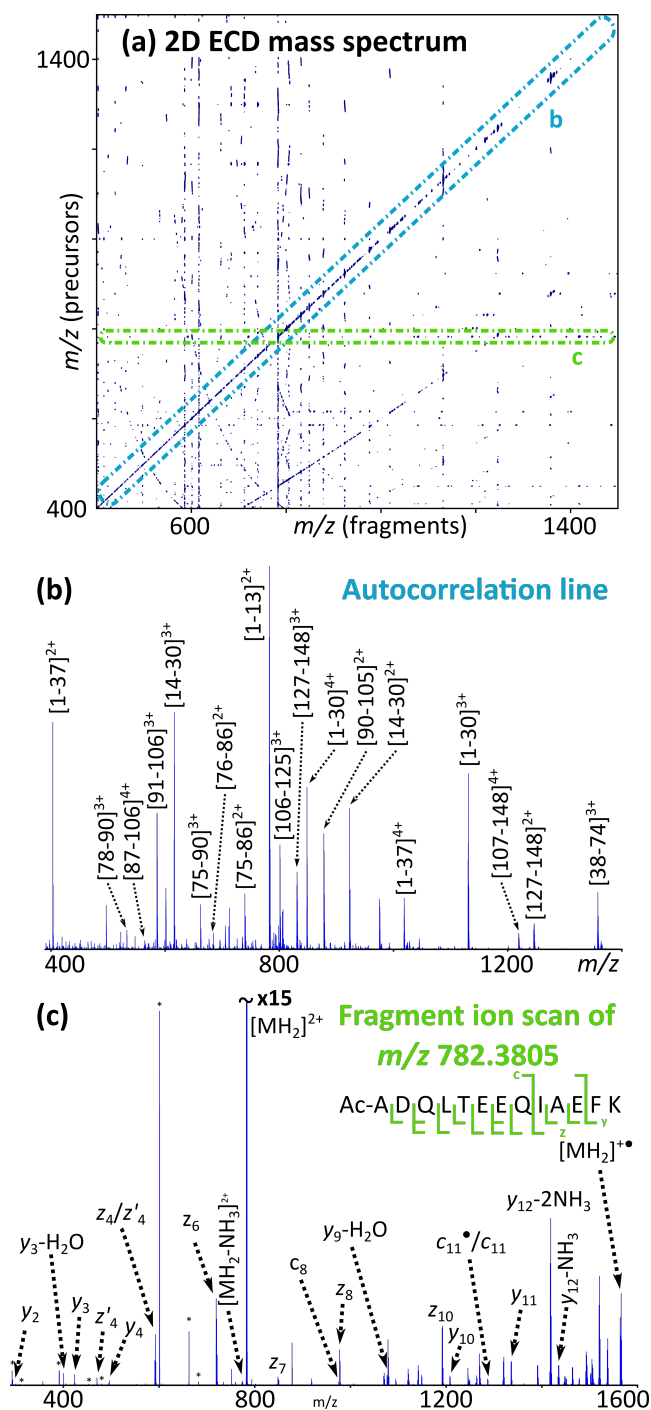 (a) 2D ECD mass spectrum
1400
b
m/z (precursors)
c
400
600
m/z (fragments)
1400
(b)
Autocorrelation line
[1-37]²⁺
[78-90]³⁺
[87-106]⁴⁺
[91-106]³⁺
[14-30]³⁺
[75-90]³⁺
[76-86]²⁺
[75-86]²⁺
[1-13]²⁺
[106-125]³⁺
[127-148]³⁺
[1-30]⁴⁺
[90-105]²⁺
[14-30]²⁺
[1-37]⁴⁺
[1-30]³⁺
[107-148]⁴⁺
[127-148]²⁺
[38-74]³⁺
400
800
1200
m/z
(c)
~ x15
[MH₂]²⁺
Fragment ion scan of
m/z 782.3805
c
Ac-A D Q L T E E Q I A E F K
z
y
[MH₂]⁺•
*
y₂
y₃-H₂O
y₃
z'₄
y₄
z₄/z'₄
z₆
[MH₂-NH₃]²⁺
z₇
c₈
z₈
y₉-H₂O
z₁₀
y₁₀
c₁₁•/c₁₁
y₁₁
y₁₂-2NH₃
y₁₂-NH₃
*
*
*
*
*
*
200
400
600
800
m/z
1000
1200
1400
1600